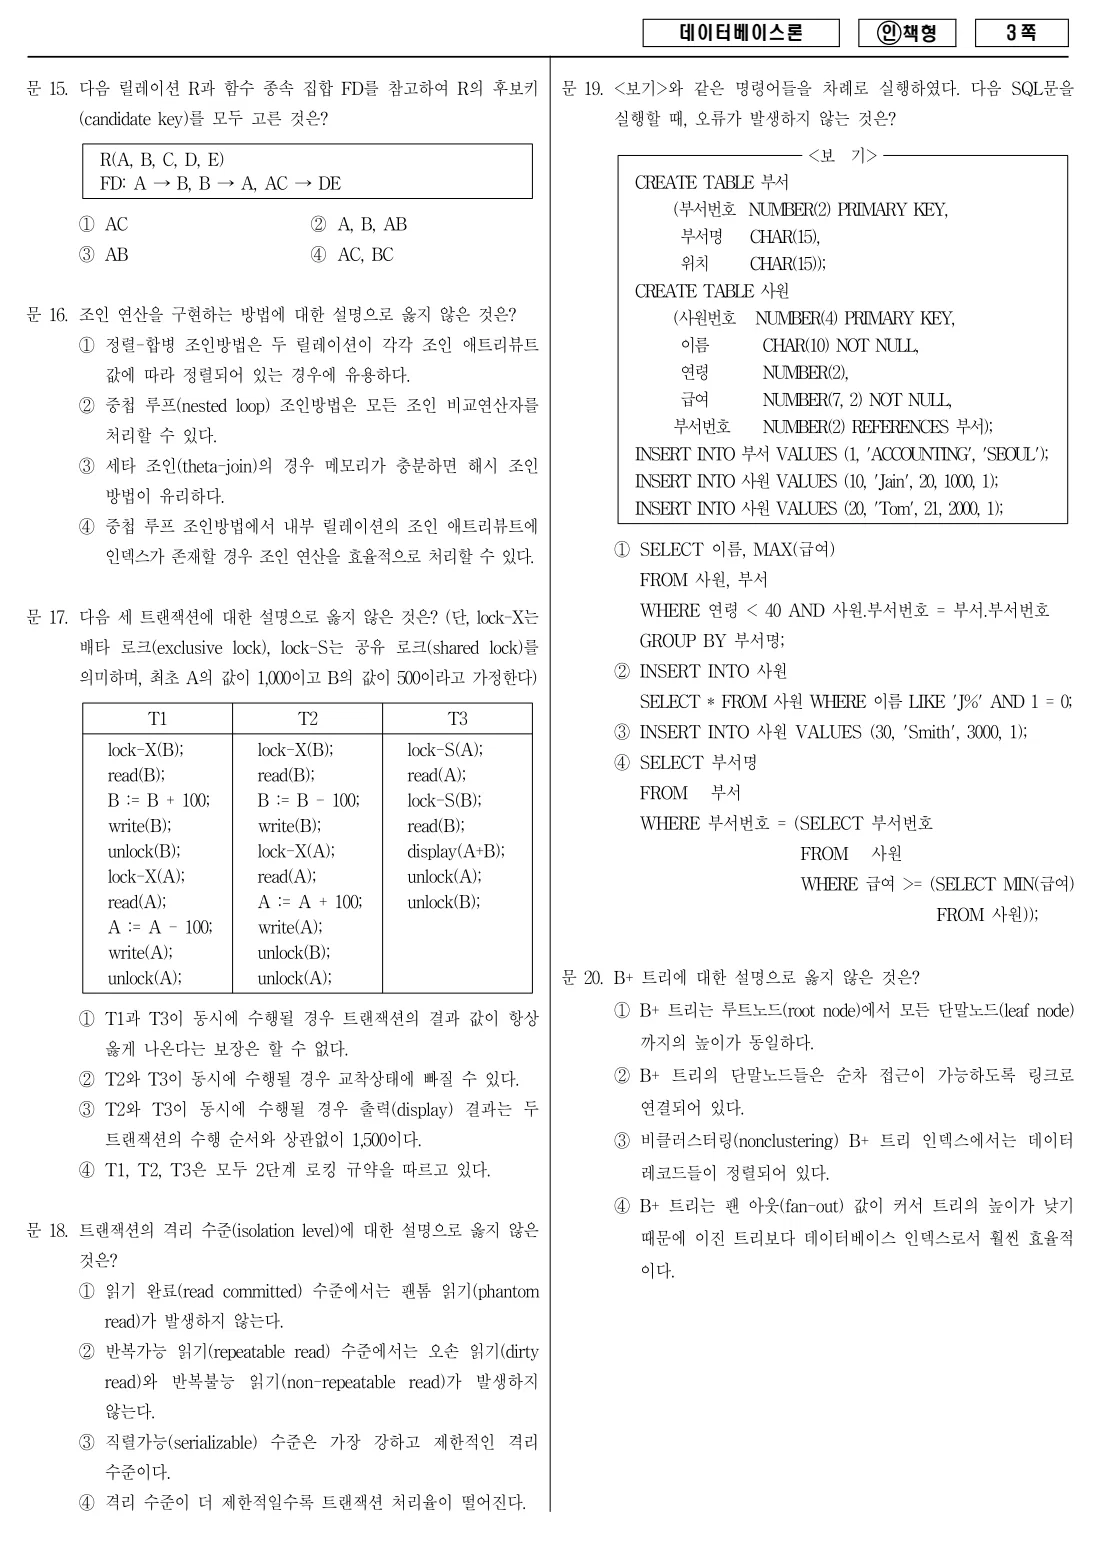 데이터베이스론
인책형
3쪽
문 15. 다음 릴레이션 R과 함수 종속 집합 FD를 참고하여 R의 후보키
(candidate key)를 모두 고른 것은?
R(A, B, C, D, E)
FD: A → B, B → A, AC → DE
① AC
② A, B, AB
③ AB
④ AC, BC
문 16. 조인 연산을 구현하는 방법에 대한 설명으로 옳지 않은 것은?
① 정렬-합병 조인방법은 두 릴레이션이 각각 조인 애트리뷰트
값에 따라 정렬되어 있는 경우에 유용하다.
② 중첩 루프(nested loop) 조인방법은 모든 조인 비교연산자를
처리할 수 있다.
③ 세타 조인(theta-join)의 경우 메모리가 충분하면 해시 조인
방법이 유리하다.
④ 중첩 루프 조인방법에서 내부 릴레이션의 조인 애트리뷰트에
인덱스가 존재할 경우 조인 연산을 효율적으로 처리할 수 있다.
문 17. 다음 세 트랜잭션에 대한 설명으로 옳지 않은 것은? (단, lock-X는
배타 로크(exclusive lock), lock-S는 공유 로크(shared lock)를
의미하며, 최초 A의 값이 1,000이고 B의 값이 500이라고 가정한다)
T1 T2 T3
lock-X(B); lock-X(B); lock-S(A);
read(B); read(B); read(A);
B := B + 100; B := B - 100; lock-S(B);
write(B); write(B); read(B);
unlock(B); lock-X(A); display(A+B);
lock-X(A); read(A); unlock(A);
read(A); A := A + 100; unlock(B);
A := A - 100; write(A);
write(A); unlock(B);
unlock(A); unlock(A);
① T1과 T3이 동시에 수행될 경우 트랜잭션의 결과 값이 항상
옳게 나온다는 보장은 할 수 없다.
② T2와 T3이 동시에 수행될 경우 교착상태에 빠질 수 있다.
③ T2와 T3이 동시에 수행될 경우 출력(display) 결과는 두
트랜잭션의 수행 순서와 상관없이 1,500이다.
④ T1, T2, T3은 모두 2단계 로킹 규약을 따르고 있다.
문 18. 트랜잭션의 격리 수준(isolation level)에 대한 설명으로 옳지 않은
것은?
① 읽기 완료(read committed) 수준에서는 팬톰 읽기(phantom
read)가 발생하지 않는다.
② 반복가능 읽기(repeatable read) 수준에서는 오손 읽기(dirty
read)와 반복불능 읽기(non-repeatable read)가 발생하지
않는다.
③ 직렬가능(serializable) 수준은 가장 강하고 제한적인 격리
수준이다.
④ 격리 수준이 더 제한적일수록 트랜잭션 처리율이 떨어진다.
문 19. <보기>와 같은 명령어들을 차례로 실행하였다. 다음 SQL문을
실행할 때, 오류가 발생하지 않는 것은?
<보 기>
CREATE TABLE 부서
(부서번호 NUMBER(2) PRIMARY KEY,
부서명 CHAR(15),
위치 CHAR(15));
CREATE TABLE 사원
(사원번호 NUMBER(4) PRIMARY KEY,
이름 CHAR(10) NOT NULL,
연령 NUMBER(2),
급여 NUMBER(7, 2) NOT NULL,
부서번호 NUMBER(2) REFERENCES 부서);
INSERT INTO 부서 VALUES (1, 'ACCOUNTING', 'SEOUL');
INSERT INTO 사원 VALUES (10, 'Jain', 20, 1000, 1);
INSERT INTO 사원 VALUES (20, 'Tom', 21, 2000, 1);
① SELECT 이름, MAX(급여)
FROM 사원, 부서
WHERE 연령 < 40 AND 사원.부서번호 = 부서.부서번호
GROUP BY 부서명;
② INSERT INTO 사원
SELECT * FROM 사원 WHERE 이름 LIKE 'J%' AND 1 = 0;
③ INSERT INTO 사원 VALUES (30, 'Smith', 3000, 1);
④ SELECT 부서명
FROM 부서
WHERE 부서번호 = (SELECT 부서번호
FROM 사원
WHERE 급여 >= (SELECT MIN(급여)
FROM 사원));
문 20. B+ 트리에 대한 설명으로 옳지 않은 것은?
① B+ 트리는 루트노드(root node)에서 모든 단말노드(leaf node)
까지의 높이가 동일하다.
② B+ 트리의 단말노드들은 순차 접근이 가능하도록 링크로
연결되어 있다.
③ 비클러스터링(nonclustering) B+ 트리 인덱스에서는 데이터
레코드들이 정렬되어 있다.
④ B+ 트리는 팬 아웃(fan-out) 값이 커서 트리의 높이가 낮기
때문에 이진 트리보다 데이터베이스 인덱스로서 훨씬 효율적
이다.